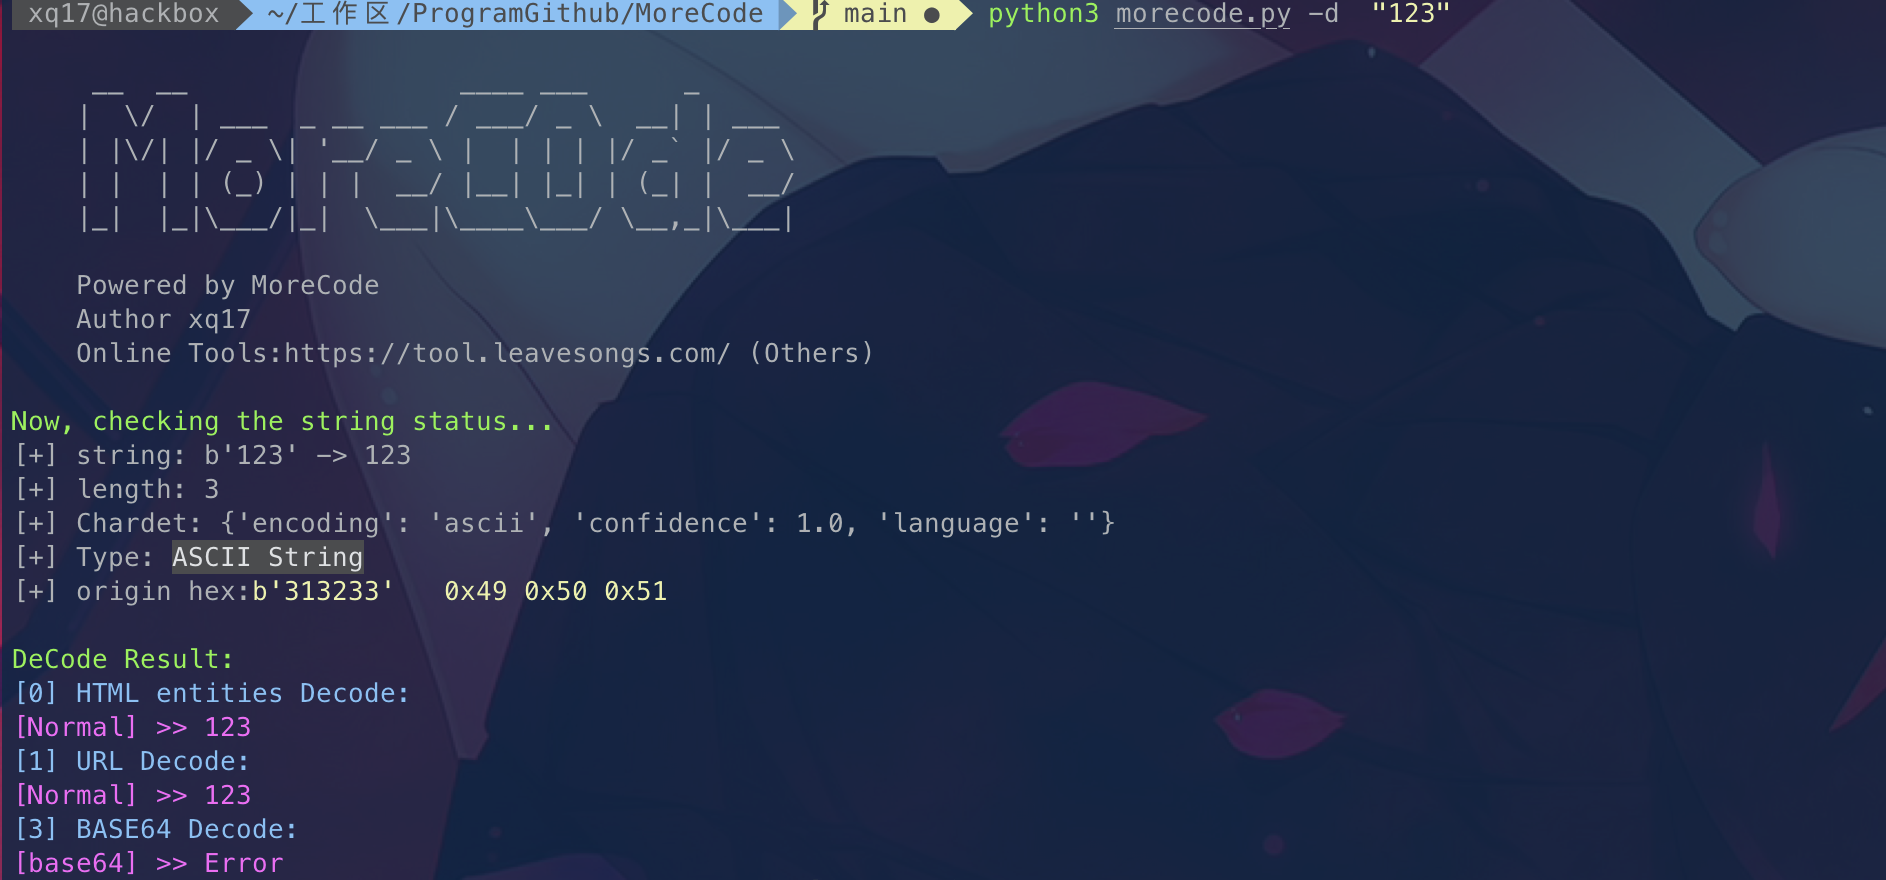 xq17@hackbox ~/工作区/ProgramGithub/MoreCode main ● python3 morecode.py -d  "123"
 __  __                 ____ ___       _
|  \/  | ___  _ __ ___ / ___/ _ \  __| | ___
| |\/| |/ _ \| '__/ _ \ |  | | | |/ _` |/ _ \
| |  | | (_) | | |  __/ |__| |_| | (_| |  __/
|_|  |_|\___/|_|  \___|\____\___/ \__,_|\___|
Powered by MoreCode
Author xq17
Online Tools:https://tool.leavesongs.com/ (Others)
Now, checking the string status...
[+] string: b'123' -> 123
[+] length: 3
[+] Chardet: {'encoding': 'ascii', 'confidence': 1.0, 'language': ''}
[+] Type: ASCII String
[+] origin hex:b'313233'   0x49 0x50 0x51
DeCode Result:
[0] HTML entities Decode:
[Normal] >> 123
[1] URL Decode:
[Normal] >> 123
[3] BASE64 Decode:
[base64] >> Error